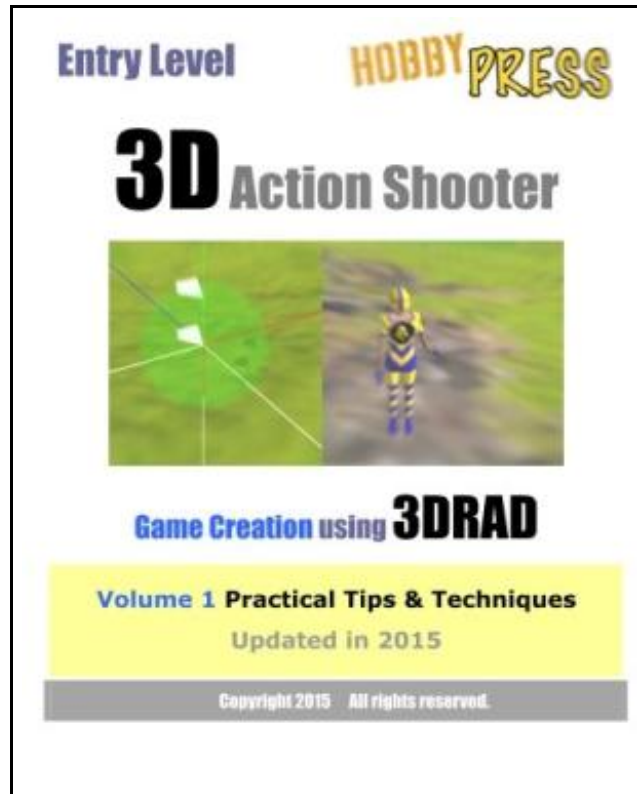 Entry Level HOBBY PRESS
3D Action Shooter
Game Creation using 3DRAD
Volume 1 Practical Tips & Techniques
Updated in 2015
Copyright 2015 All rights reserved.